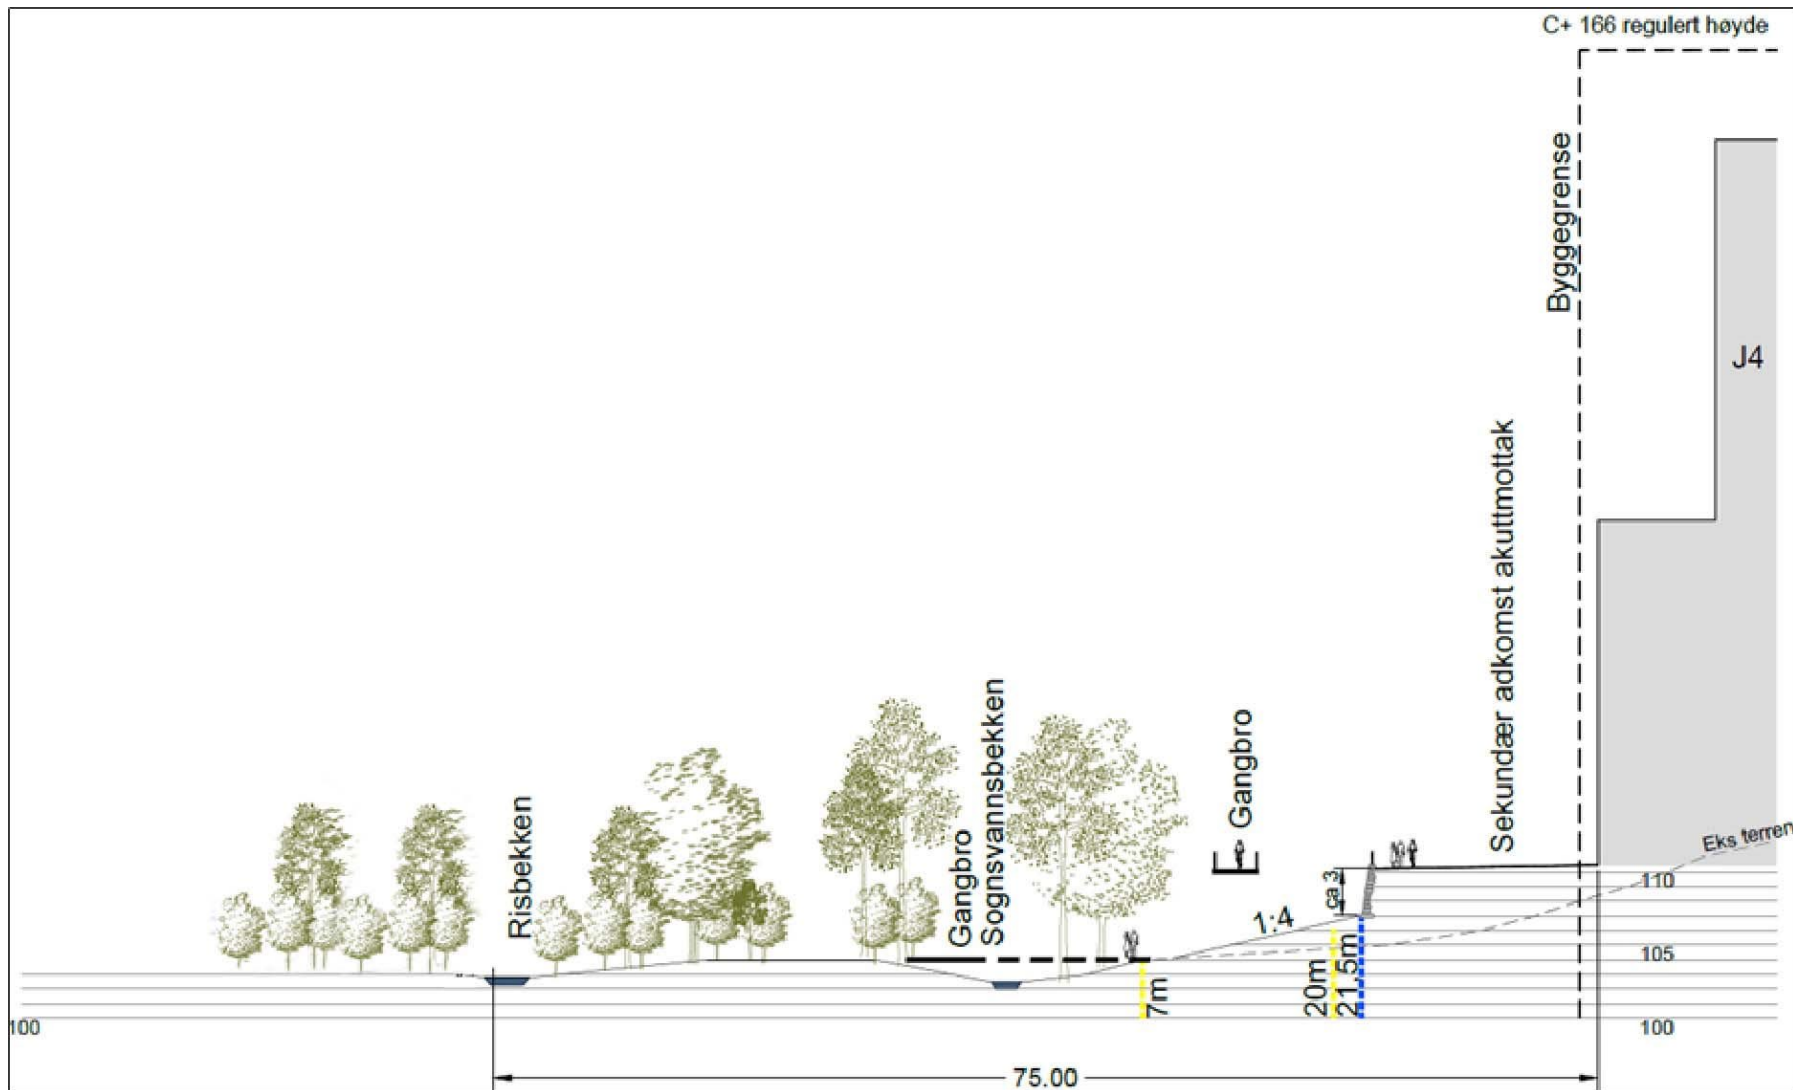 C+ 166 regulert høyde
Byggegrense
J4
Sekundær adkomst akuttmottak
Risbekken
Gangbro
Sognsvannsbekken
Gangbro
Eks terren
110
ca 3
1:4
105
7m
20m
21,5m
100
100
75.00